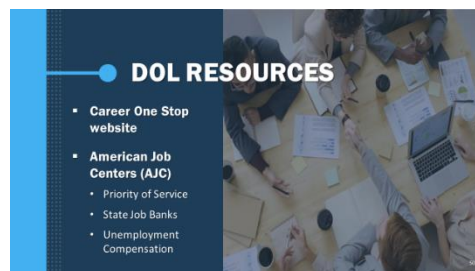 DOL RESOURCES
▪ Career One Stop
website
▪ American Job
Centers (AJC)
• Priority of Service
• State Job Banks
• Unemployment
Compensation